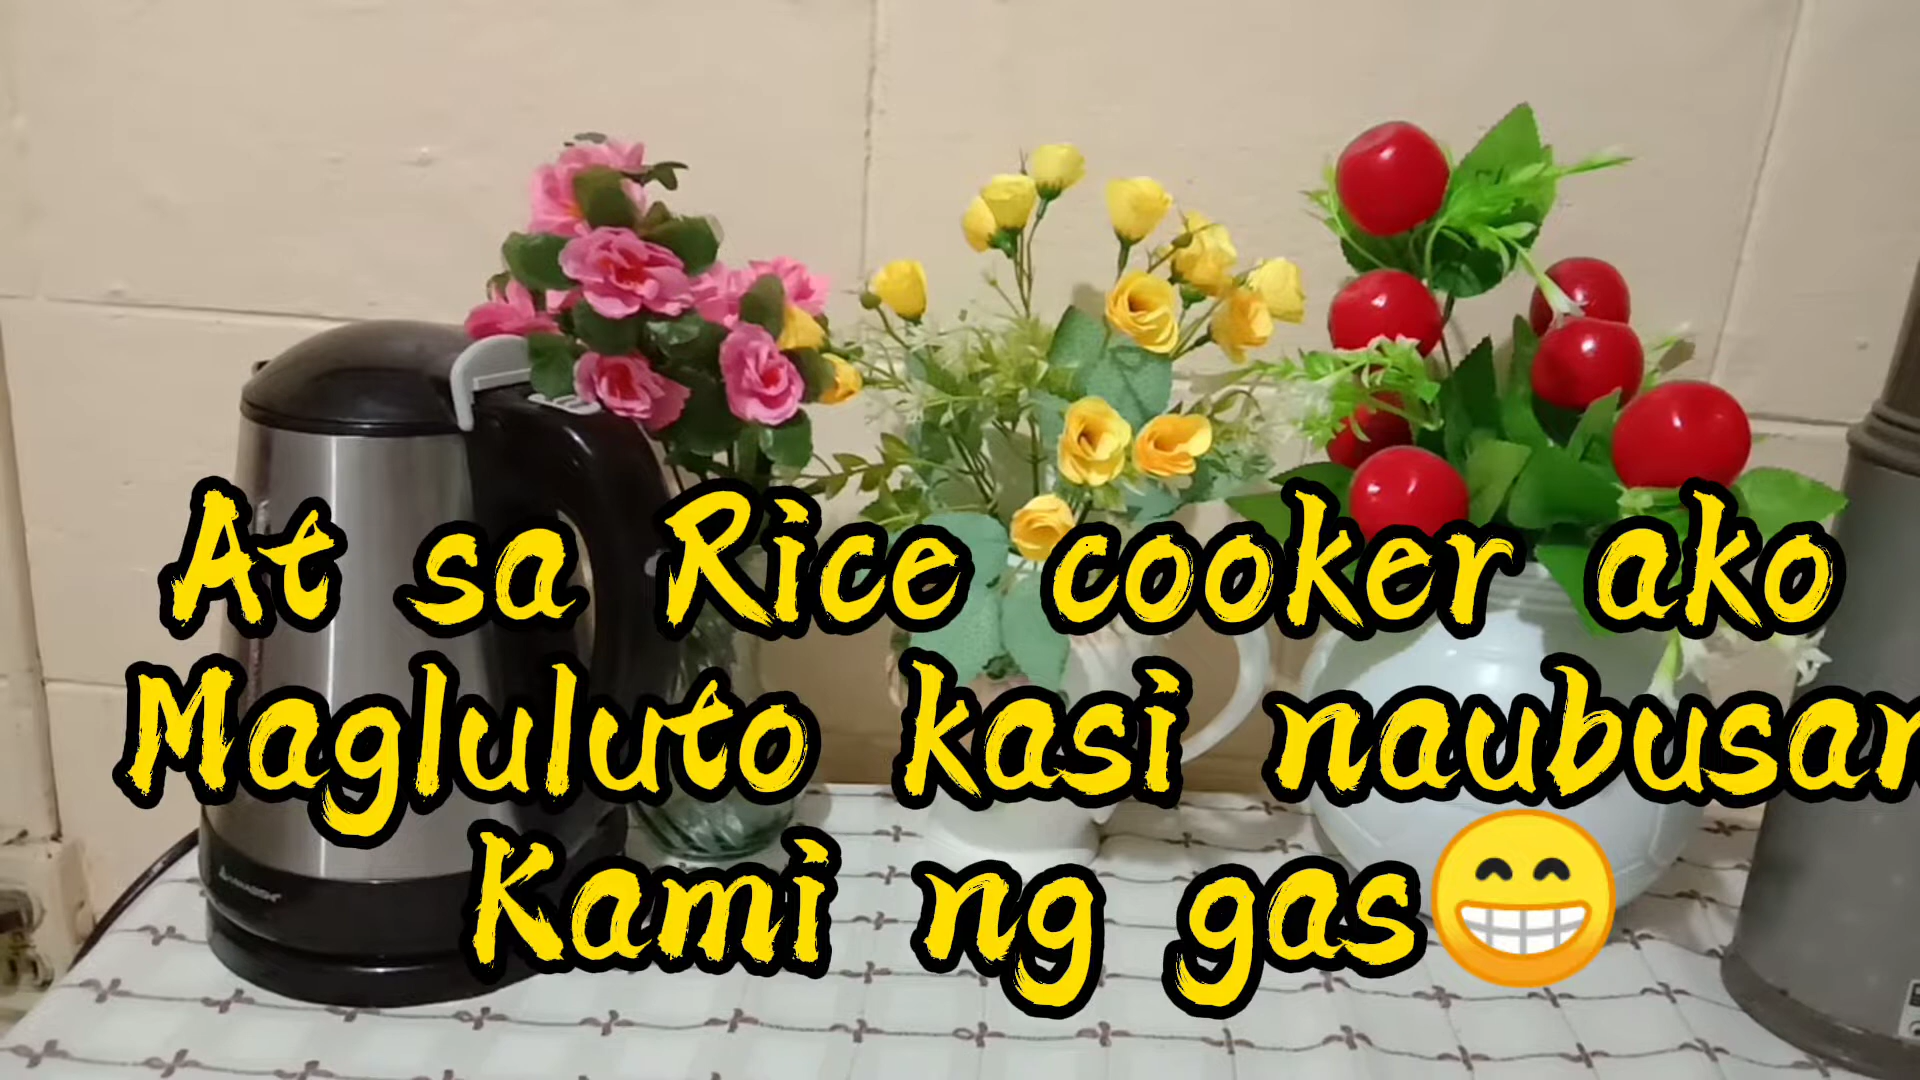 At sa Rice cooker ako
Magluluto kasi naubusan
Kami ng gas😁